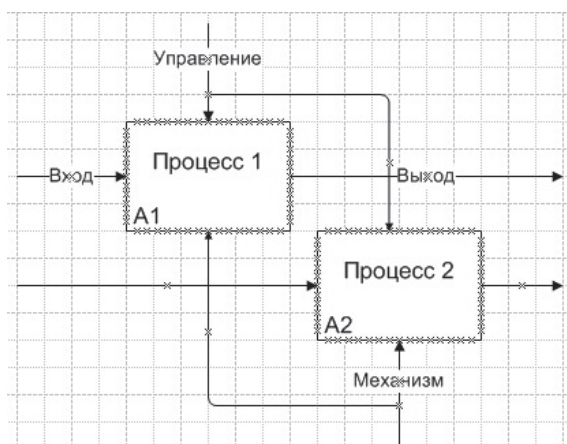 Управление
Процесс 1
Вход
Выход
A1
Процесс 2
A2
Механизм